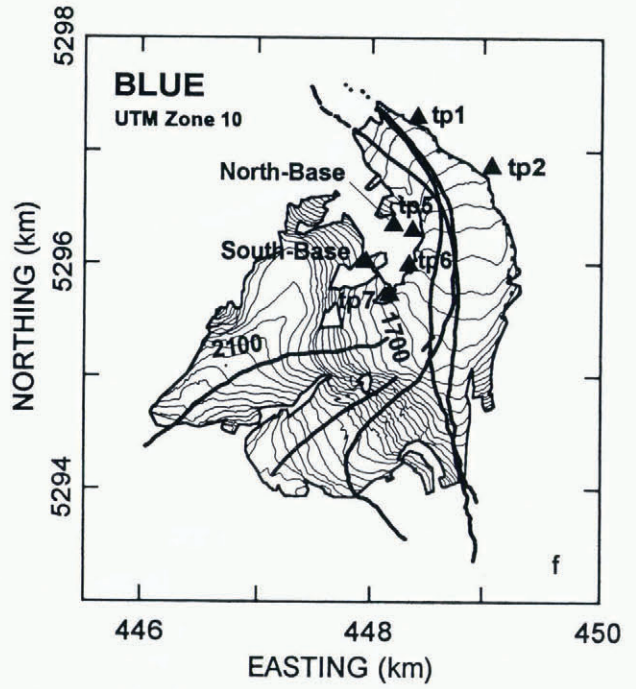 5298
BLUE
UTM Zone 10
tp1
North-Base
tp2
tp5
NORTHING (km)
5296
South-Base
tp6
tp7
1700
2100
5294
f
446
448
450
EASTING (km)